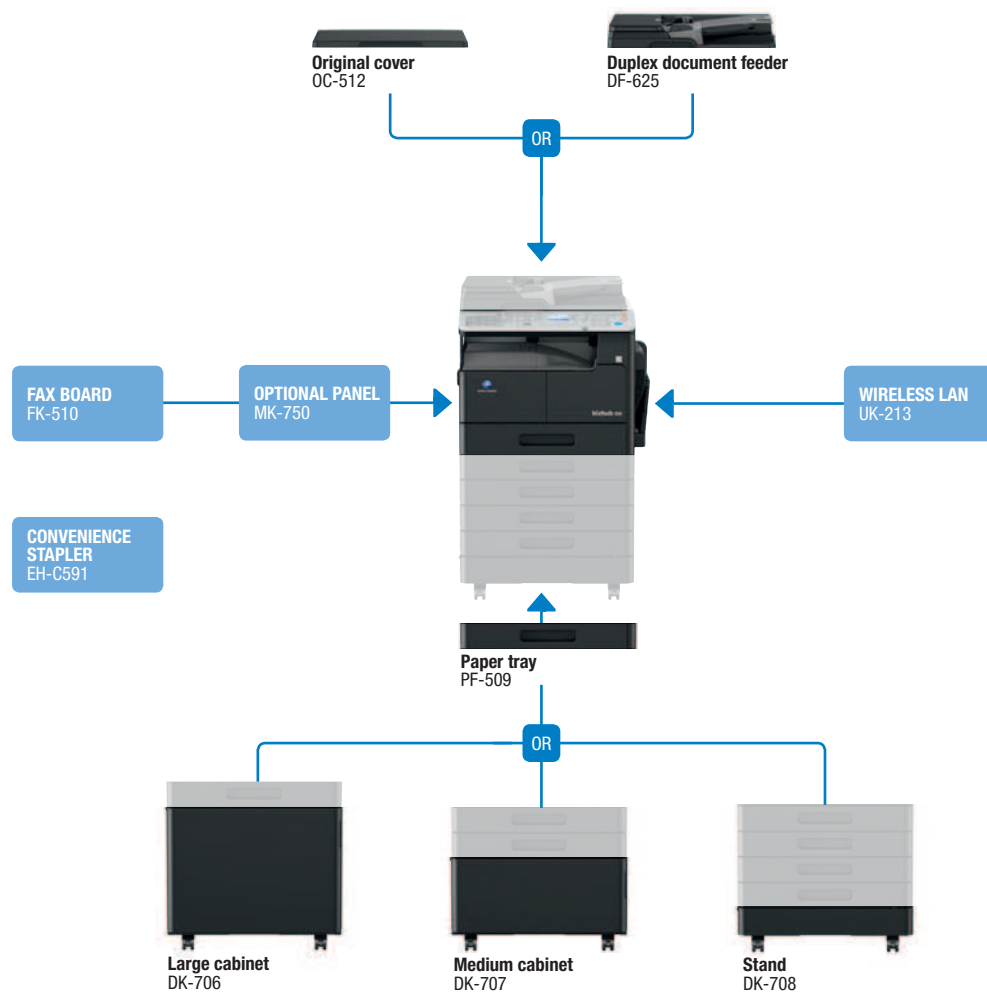 Original cover
OC-512
Duplex document feeder
DF-625
OR
FAX BOARD
FK-510
OPTIONAL PANEL
MK-750
WIRELESS LAN
UK-213
CONVENIENCE
STAPLER
EH-C591
Paper tray
PF-509
OR
Large cabinet
DK-706
Medium cabinet
DK-707
Stand
DK-708